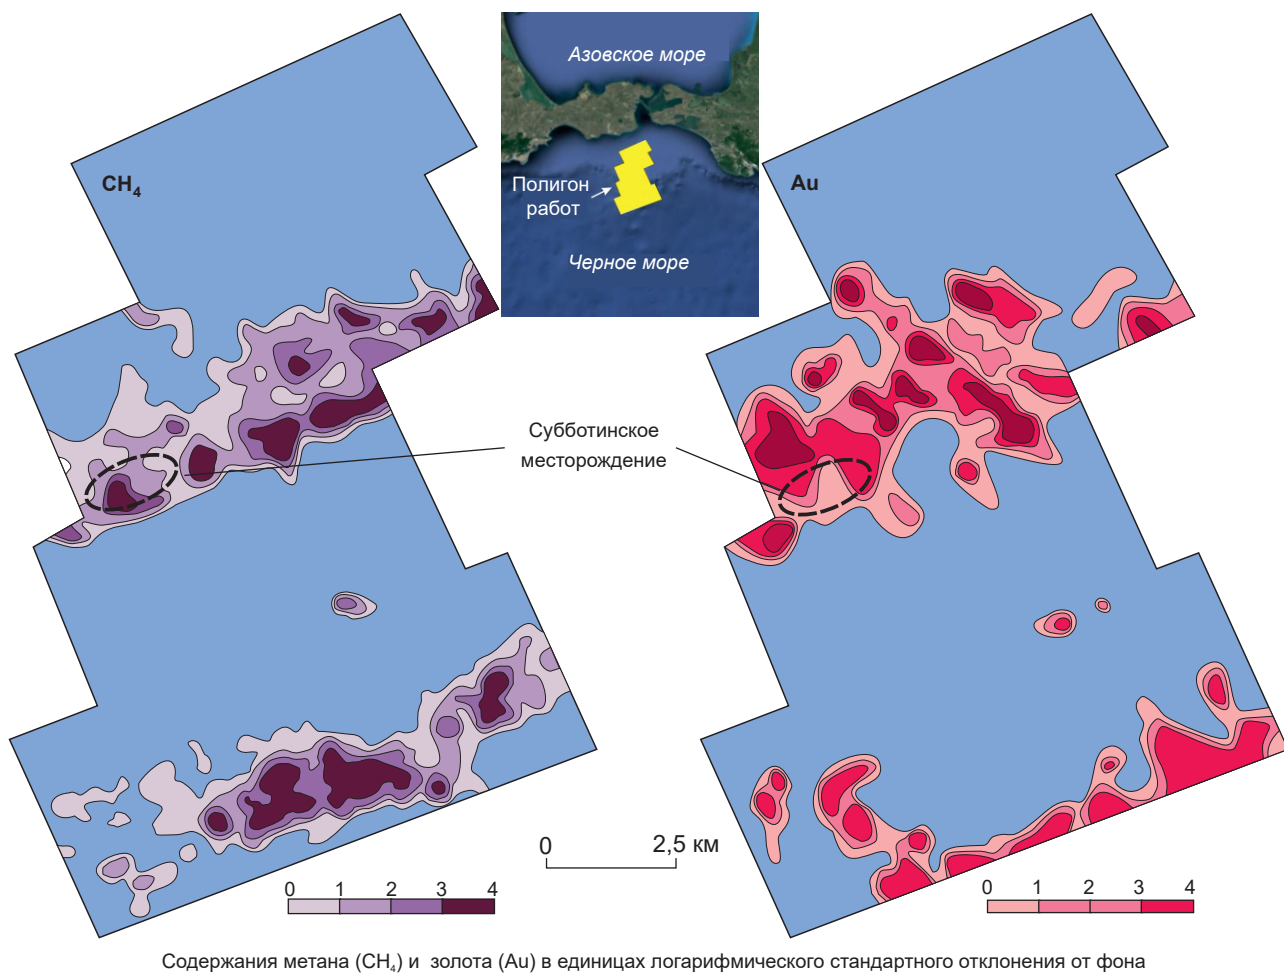 Азовское море
CH₄
Полигон
работ
Au
Черное море
Субботинское
месторождение
0 2,5 км
0 1 2 3 4
0 1 2 3 4
Содержания метана (CH₄) и золота (Au) в единицах логарифмического стандартного отклонения от фона